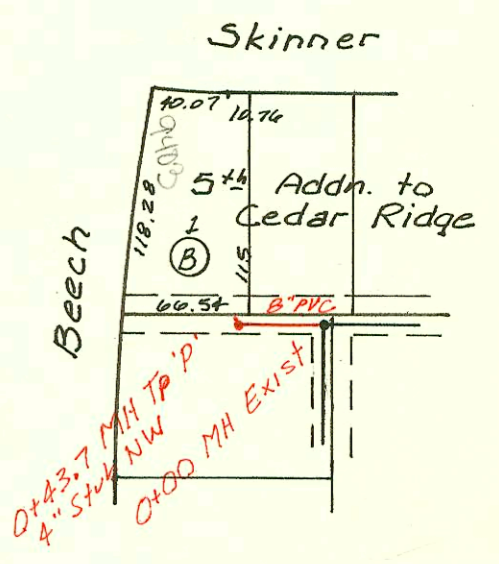 Skinner
40.07'
10.76
5th Addn. to
Cedar Ridge
118.28
1
B
115
66.54
8" PVC
Beech
0+43.7 MH Tp 'P'
4" Stub NW
0+00 MH Exist